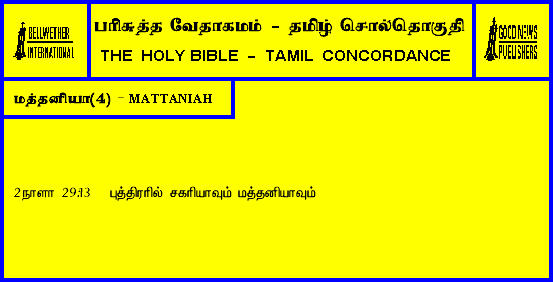 BELLWETHER
INTERNATIONAL
பரிசுத்த வேதாகமம் - தமிழ் சொல்தொகுதி
THE HOLY BIBLE - TAMIL CONCORDANCE
GOOD NEWS
PUBLISHERS
மத்தனியா(4) - MATTANIAH
2நாளா 29:13 புத்திரரில் சகரியாவும் மத்தனியாவும்